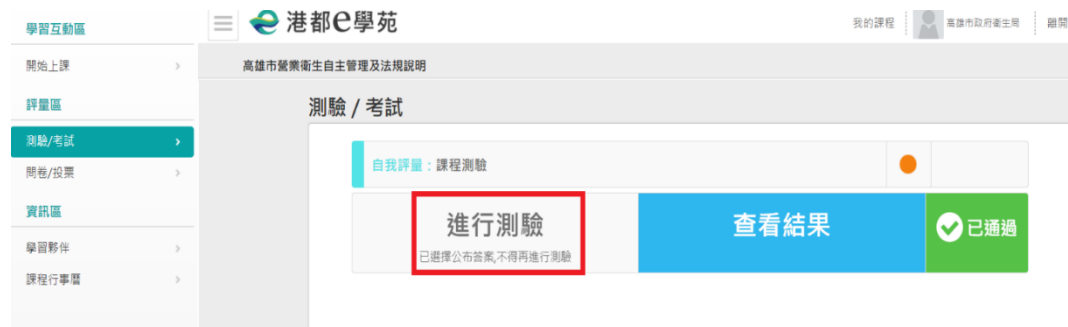 學習互動區
開始上課
評量區
測驗/考試
問卷/投票
資訊區
學習夥伴
課程行事曆
港都e學苑
我的課程
高雄市政府衛生局
離開
高雄市營業衛生自主管理及法規說明
測驗 / 考試
自我評量：課程測驗
進行測驗
已選擇公布答案,不得再進行測驗
查看結果
已通過